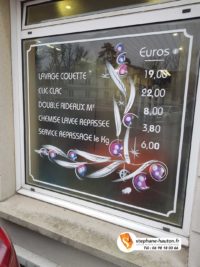 Euros
LAVAGE COUETTE 19,00
CLIC CLAC 22,00
DOUBLE RIDEAUX M² 8,00
CHEMISE LAVEE REPASSEE 3,80
SERVICE REPASSAGE le Kg 6,00
stephane-hauton.fr